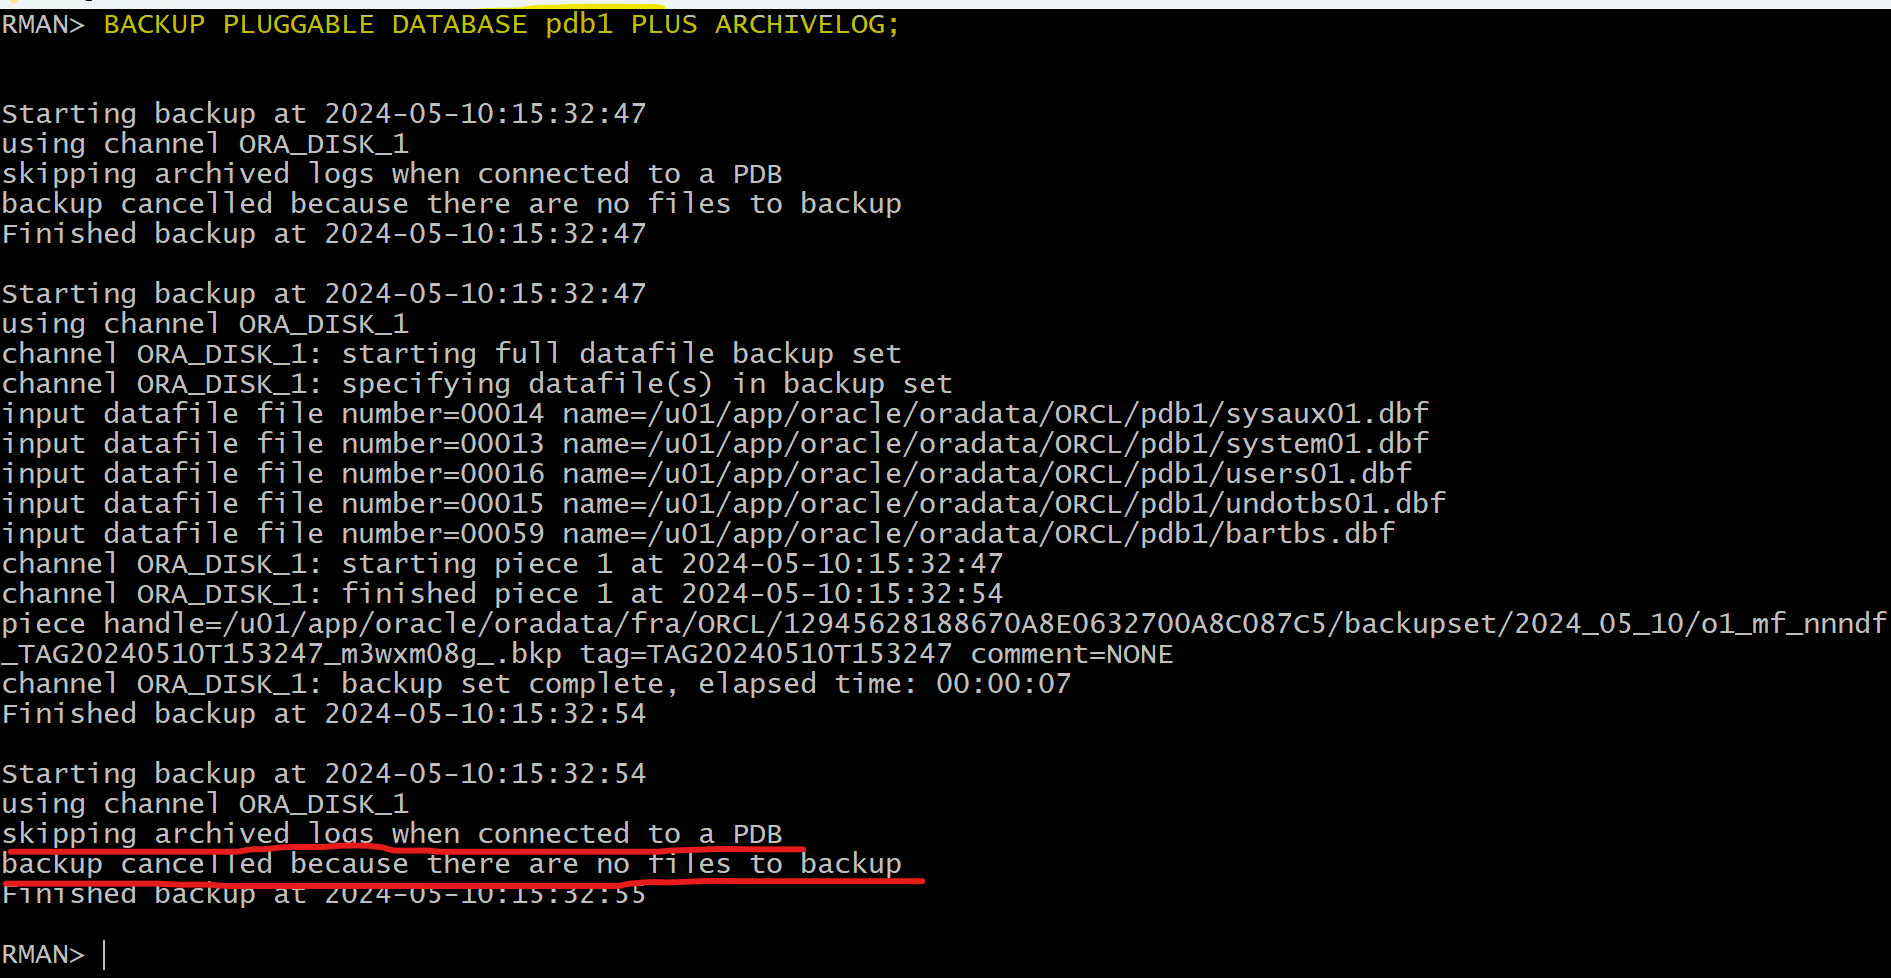 RMAN> BACKUP PLUGGABLE DATABASE pdb1 PLUS ARCHIVELOG;
Starting backup at 2024-05-10:15:32:47
using channel ORA_DISK_1
skipping archived logs when connected to a PDB
backup cancelled because there are no files to backup
Finished backup at 2024-05-10:15:32:47
Starting backup at 2024-05-10:15:32:47
using channel ORA_DISK_1
channel ORA_DISK_1: starting full datafile backup set
channel ORA_DISK_1: specifying datafile(s) in backup set
input datafile file number=00014 name=/u01/app/oracle/oradata/ORCL/pdb1/sysaux01.dbf
input datafile file number=00013 name=/u01/app/oracle/oradata/ORCL/pdb1/system01.dbf
input datafile file number=00016 name=/u01/app/oracle/oradata/ORCL/pdb1/users01.dbf
input datafile file number=00015 name=/u01/app/oracle/oradata/ORCL/pdb1/undotbs01.dbf
input datafile file number=00059 name=/u01/app/oracle/oradata/ORCL/pdb1/bartbs.dbf
channel ORA_DISK_1: starting piece 1 at 2024-05-10:15:32:47
channel ORA_DISK_1: finished piece 1 at 2024-05-10:15:32:54
piece handle=/u01/app/oracle/oradata/fra/ORCL/12945628188670A8E0632700A8C087C5/backupset/2024_05_10/o1_mf_nnndf
_TAG20240510T153247_m3wxm08g_.bkp tag=TAG20240510T153247 comment=NONE
channel ORA_DISK_1: backup set complete, elapsed time: 00:00:07
Finished backup at 2024-05-10:15:32:54
Starting backup at 2024-05-10:15:32:54
using channel ORA_DISK_1
skipping archived logs when connected to a PDB
backup cancelled because there are no files to backup
Finished backup at 2024-05-10:15:32:55
RMAN>